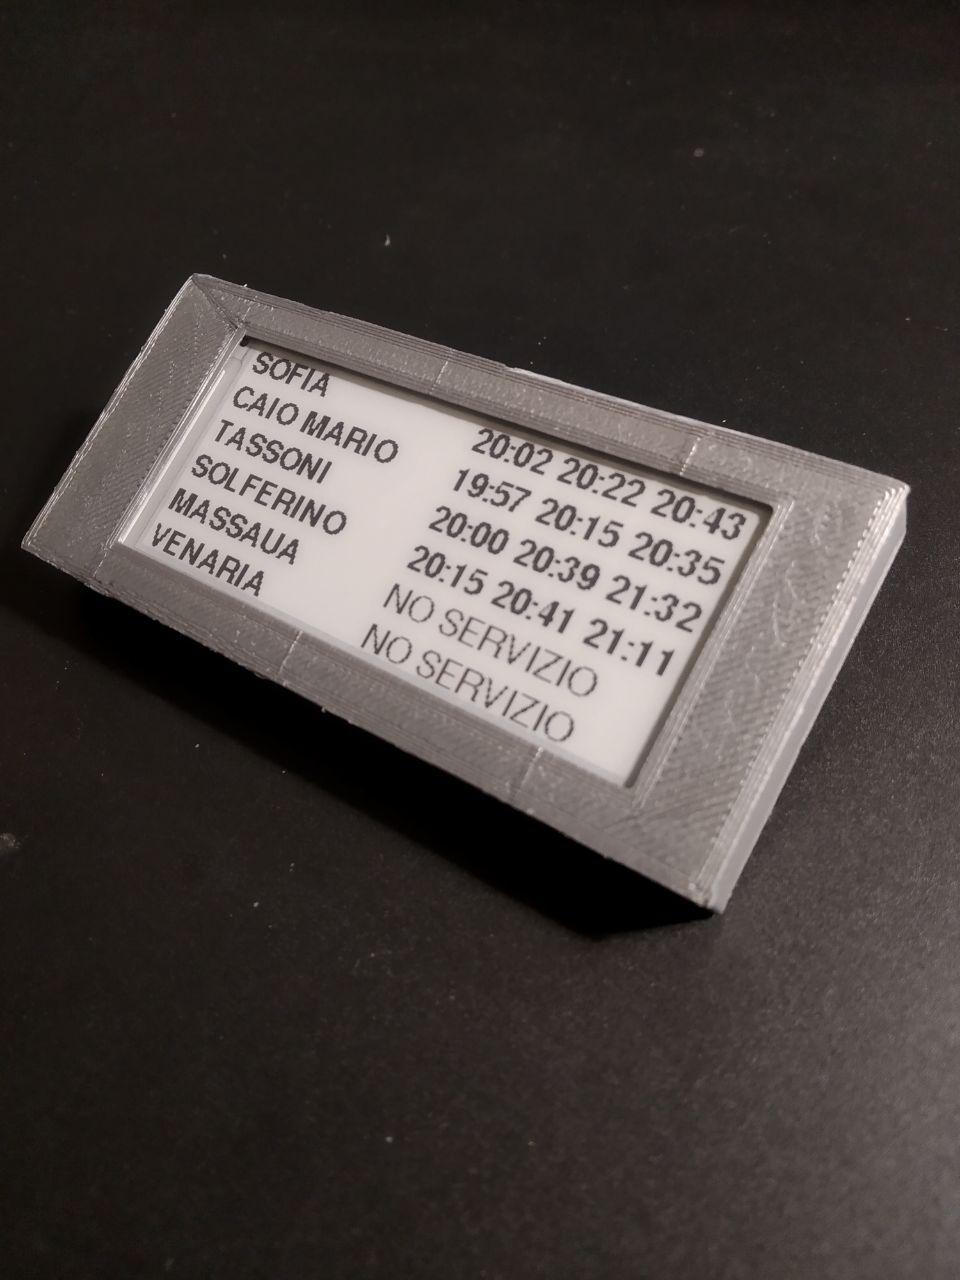 SOFIA 20:02 20:22 20:43
CAIO MARIO 19:57 20:15 20:35
TASSONI 20:00 20:39 21:32
SOLFERINO 20:15 20:41 21:11
MASSAUA NO SERVIZIO
VENARIA NO SERVIZIO